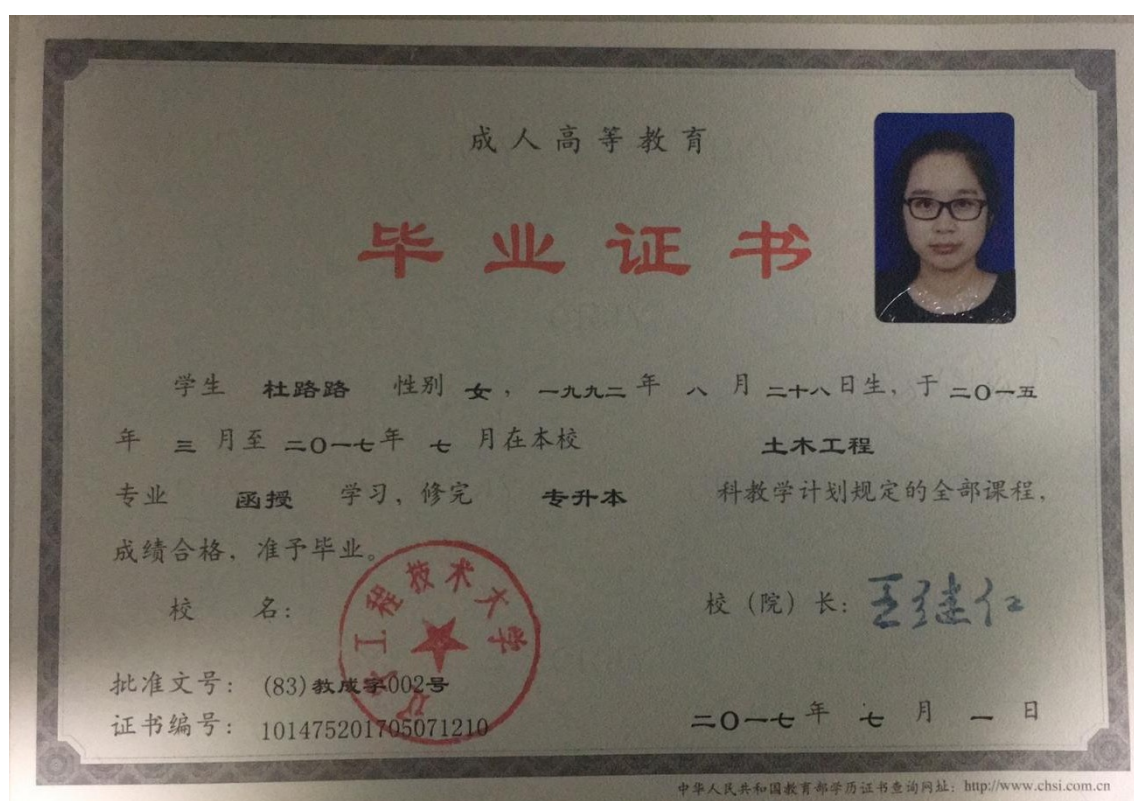 成人高等教育
毕业证书
学生 杜路路 性别 女，一九九二年 八 月二十八日生，于二〇一五
年 三 月至二〇一七年 七 月在本校 土木工程
专业 函授 学习，修完 专升本 科教学计划规定的全部课程，
成绩合格，准予毕业。
校 名： 工程技术大学
校（院）长：王继仁
批准文号：(83)教成字002号
证书编号：101475201705071210
二〇一七年 七 月 一 日
中华人民共和国教育部学历证书查询网址：http://www.chsi.com.cn